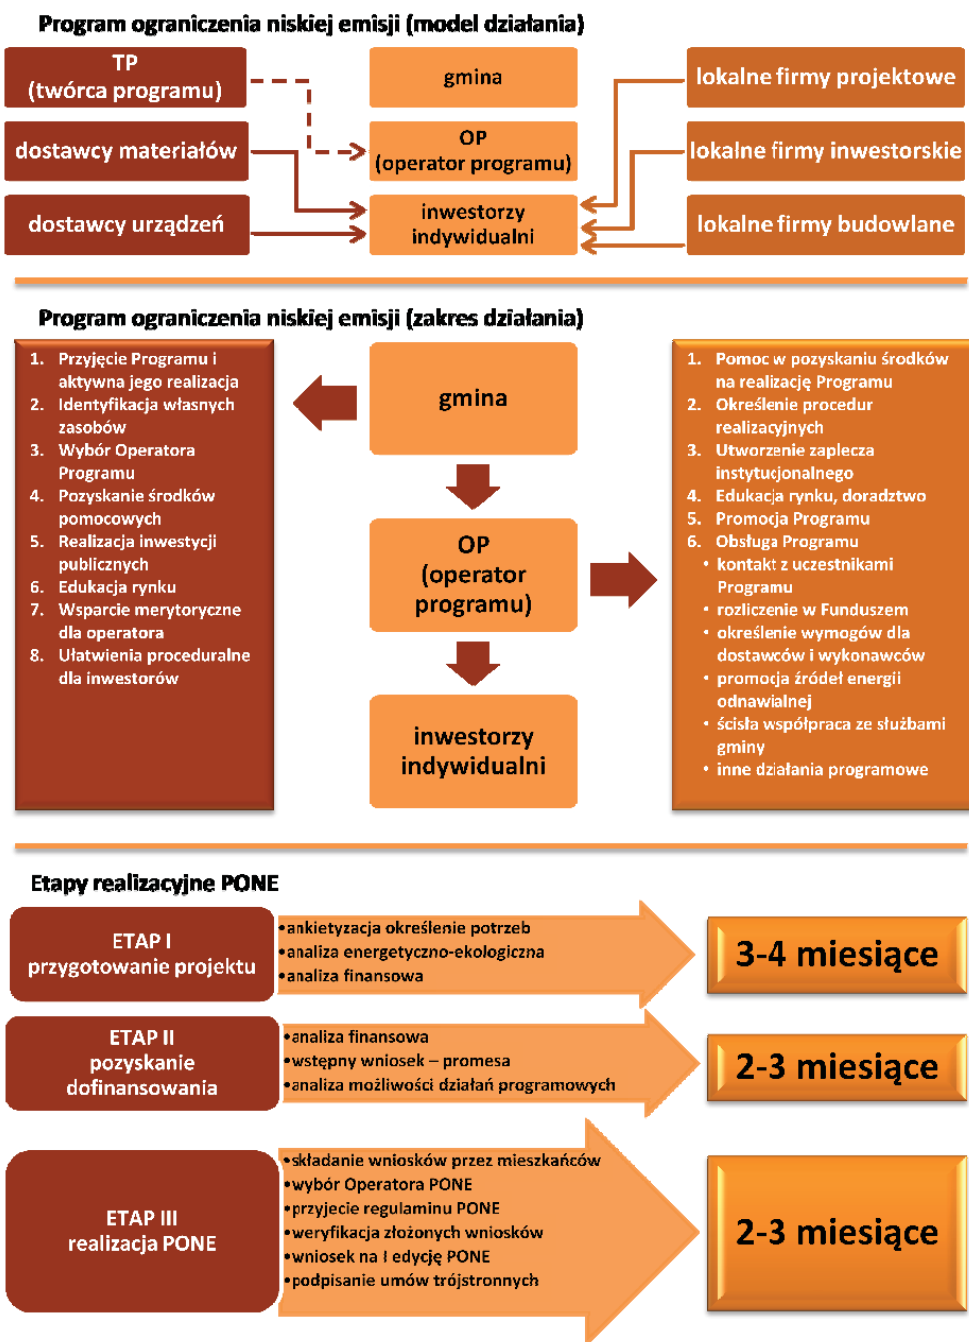 Program ograniczenia niskiej emisji (model działania)
TP
(twórca programu)
dostawcy materiałów
dostawcy urządzeń
gmina
OP
(operator programu)
inwestorzy
indywidualni
lokalne firmy projektowe
lokalne firmy inwestorskie
lokalne firmy budowlane
Program ograniczenia niskiej emisji (zakres działania)
1. Przyjęcie Programu i
aktywna jego realizacja
2. Identyfikacja własnych
zasobów
3. Wybór Operatora
Programu
4. Pozyskanie środków
pomocowych
5. Realizacja inwestycji
publicznych
6. Edukacja rynku
7. Wsparcie merytoryczne
dla operatora
8. Ułatwienia proceduralne
dla inwestorów
gmina
OP
(operator
programu)
inwestorzy
indywidualni
1. Pomoc w pozyskaniu środków
na realizację Programu
2. Określenie procedur
realizacyjnych
3. Utworzenie zaplecza
instytucjonalnego
4. Edukacja rynku, doradztwo
5. Promocja Programu
6. Obsługa Programu
• kontakt z uczestnikami
Programu
• rozliczenie w Funduszem
• określenie wymogów dla
dostawców i wykonawców
• promocja źródeł energii
odnawialnej
• ścisła współpraca ze służbami
gminy
• inne działania programowe
Etapy realizacyjne PONE
ETAP I
przygotowanie projektu
•ankietyzacja określenie potrzeb
•analiza energetyczno-ekologiczna
•analiza finansowa
3-4 miesiące
ETAP II
pozyskanie
dofinansowania
•analiza finansowa
•wstępny wniosek – promesa
•analiza możliwości działań programowych
2-3 miesiące
ETAP III
realizacja PONE
•składanie wniosków przez mieszkańców
•wybór Operatora PONE
•przyjecie regulaminu PONE
•weryfikacja złożonych wniosków
•wniosek na I edycję PONE
•podpisanie umów trójstronnych
2-3 miesiące